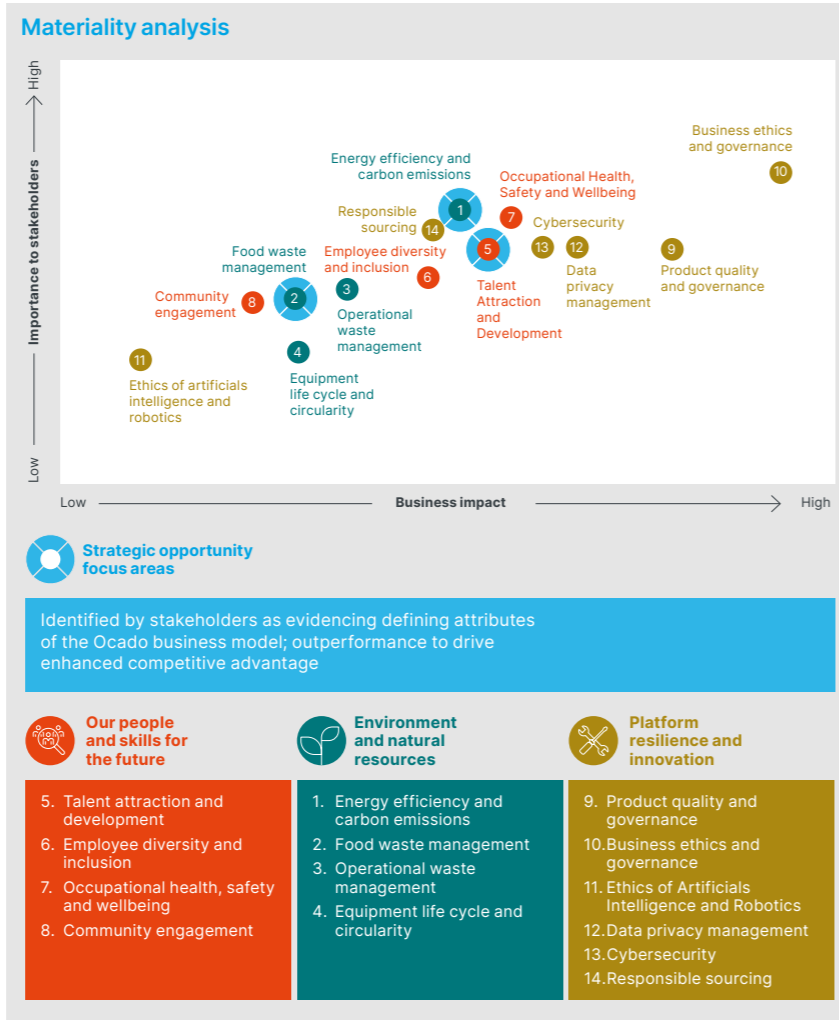 Materiality analysis
High
Importance to stakeholders
Low
Business ethics
and governance
10
Energy efficiency and
carbon emissions
1
Occupational Health,
Safety and Wellbeing
7
Responsible
sourcing
14
Cybersecurity
13
12
Data
privacy
management
9
Product quality
and governance
5
Talent
Attraction
and
Development
Employee diversity
and inclusion
6
Food waste
management
2
3
Operational
waste
management
Community
engagement
8
4
Equipment
life cycle and
circularity
11
Ethics of artificials
intelligence and
robotics
Low
Business impact
High
Strategic opportunity
focus areas
Identified by stakeholders as evidencing defining attributes
of the Ocado business model; outperformance to drive
enhanced competitive advantage
Our people
and skills for
the future
5. Talent attraction and
development
6. Employee diversity and
inclusion
7. Occupational health, safety
and wellbeing
8. Community engagement
Environment
and natural
resources
1. Energy efficiency and
carbon emissions
2. Food waste management
3. Operational waste
management
4. Equipment life cycle and
circularity
Platform
resilience and
innovation
9. Product quality and
governance
10.Business ethics and
governance
11. Ethics of Artificials
Intelligence and Robotics
12.Data privacy management
13.Cybersecurity
14.Responsible sourcing